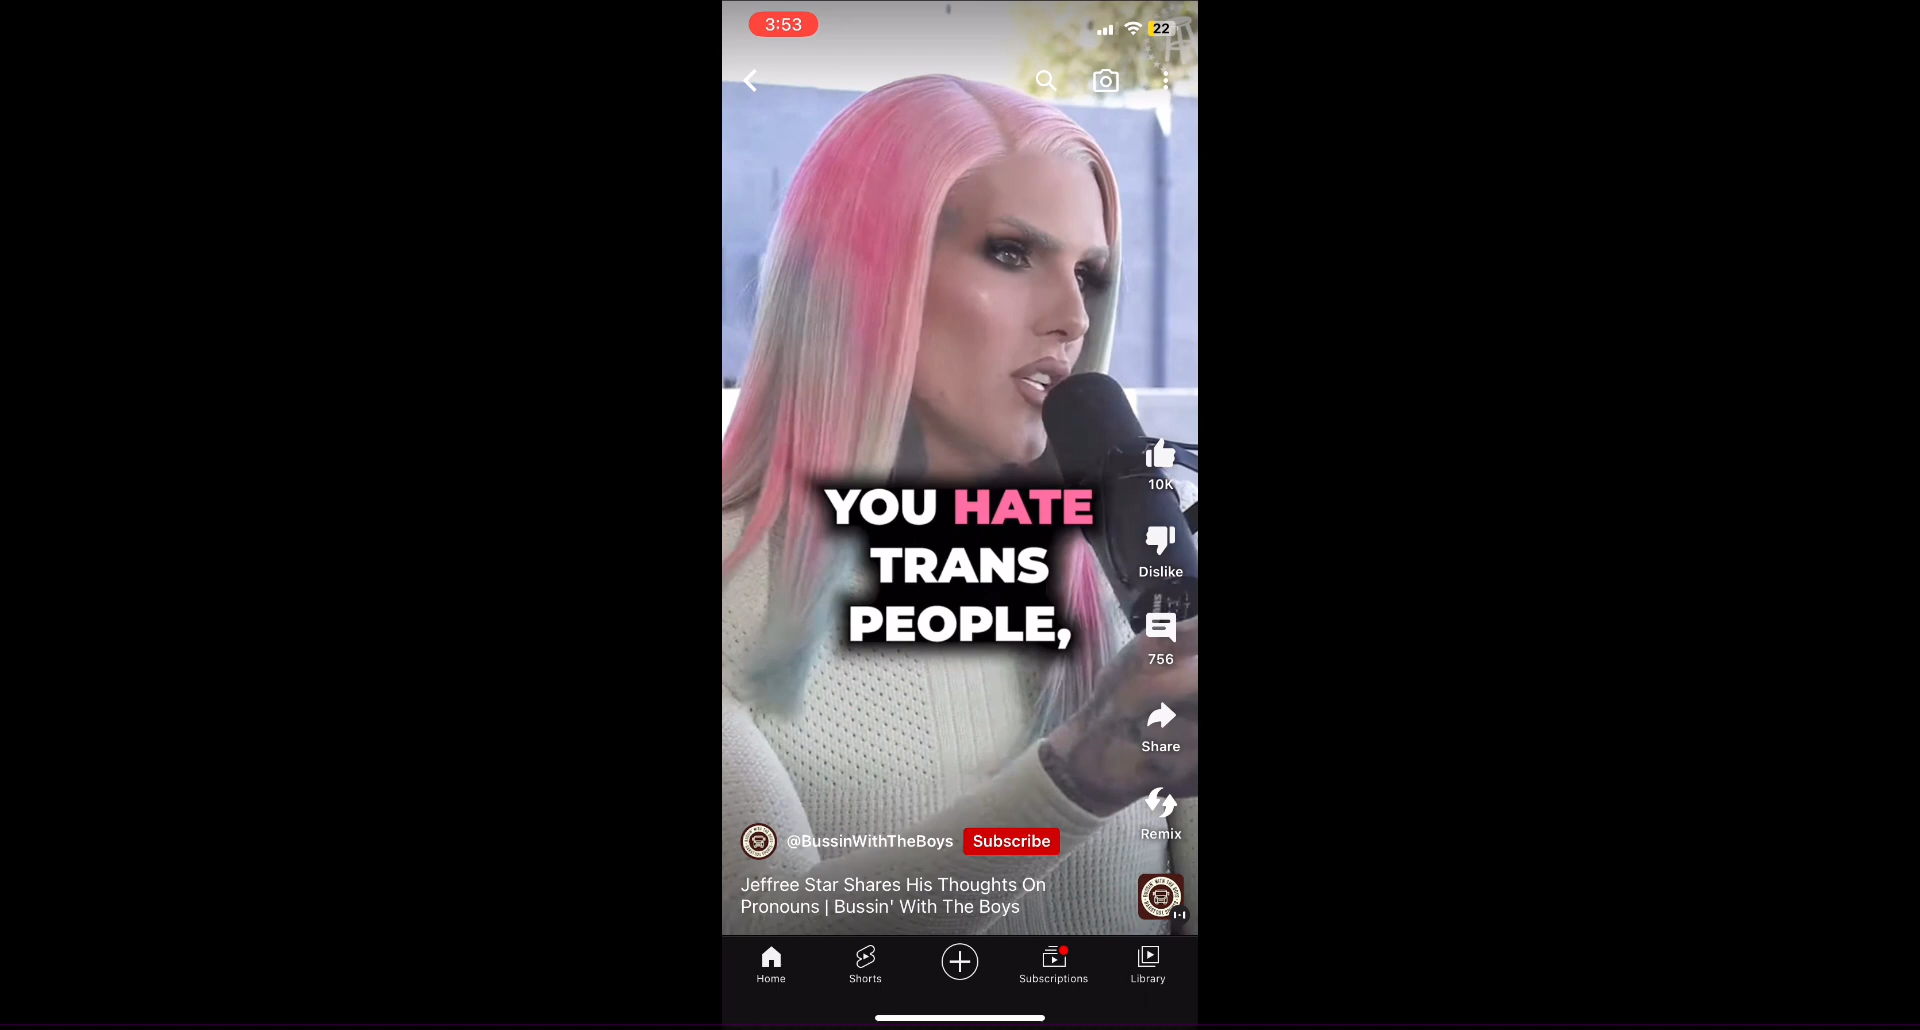 3:53
22
10K
YOU HATE
TRANS
PEOPLE,
Dislike
756
Share
Remix
@BussinWithTheBoys Subscribe
Jeffree Star Shares His Thoughts On
Pronouns | Bussin' With The Boys
Home Shorts Subscriptions Library